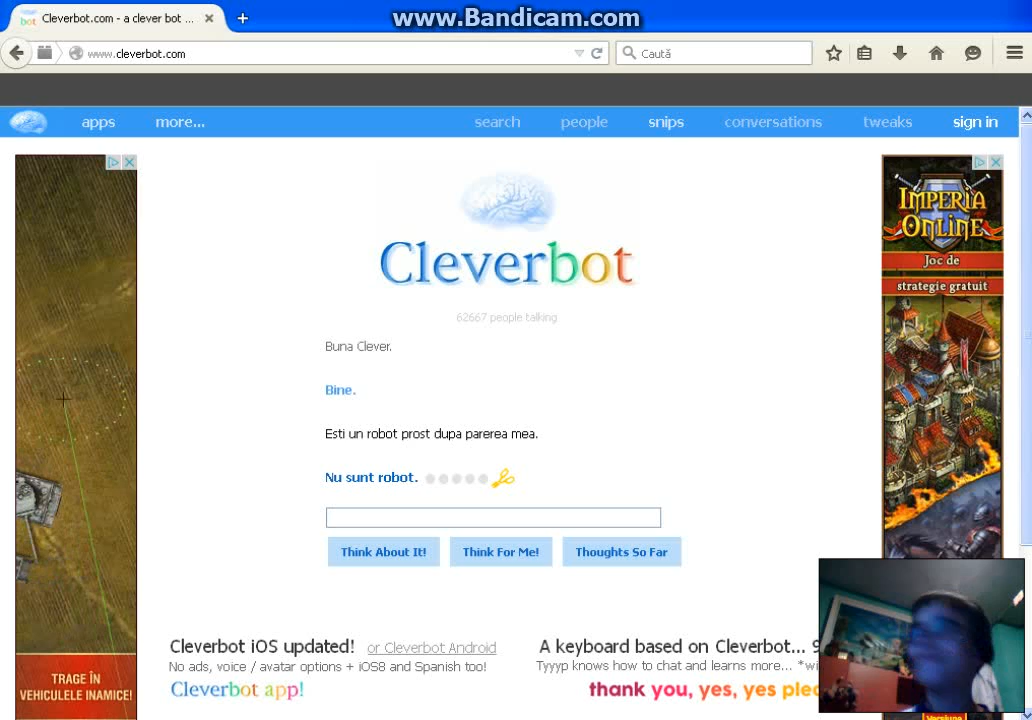 www.Bandicam.com
Cleverbot.com - a clever bot ...
www.cleverbot.com
Caută
apps
more...
search
people
snips
conversations
tweaks
sign in
Cleverbot
62667 people talking
Buna Clever.
Bine.
Esti un robot prost dupa parerea mea.
Nu sunt robot.
Think About It!
Think For Me!
Thoughts So Far
Cleverbot iOS updated! or Cleverbot Android
No ads, voice / avatar options + iOS8 and Spanish too!
Cleverbot app!
A keyboard based on Cleverbot... 9
Tyyyp knows how to chat and learns more... *wi
thank you, yes, yes plea
TRAGE ÎN
VEHICULELE INAMICE!
IMPERIA
ONLINE
Joc de
strategie gratuit